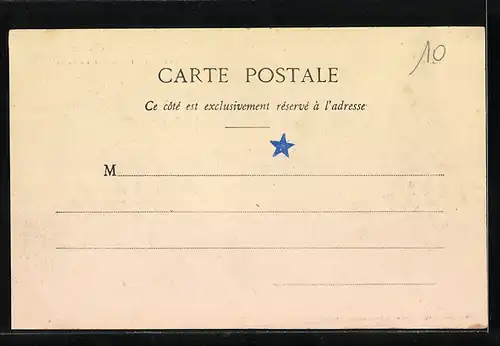 10
CARTE POSTALE
Ce côté est exclusivement réservé à l'adresse
M